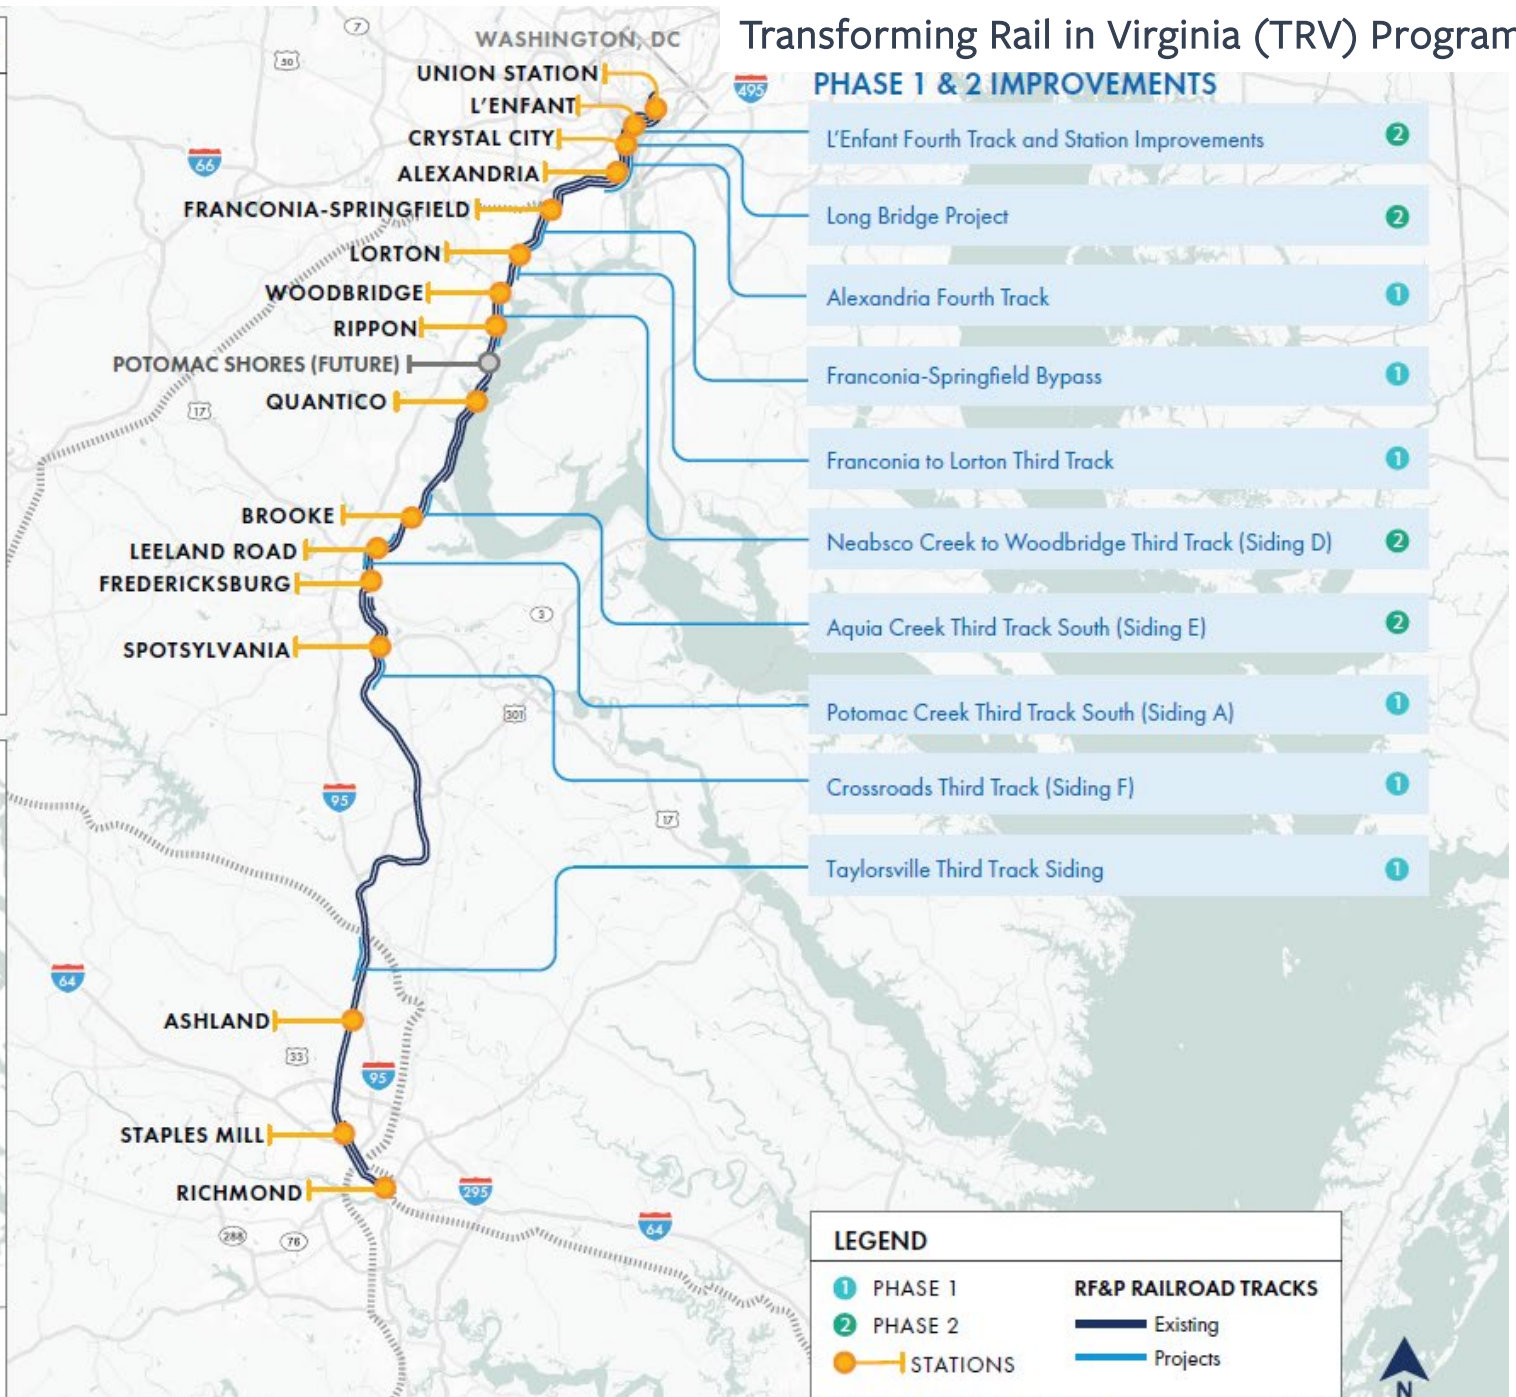 Transforming Rail in Virginia (TRV) Program
PHASE 1 & 2 IMPROVEMENTS
L'Enfant Fourth Track and Station Improvements 2
Long Bridge Project 2
Alexandria Fourth Track 1
Franconia-Springfield Bypass 1
Franconia to Lorton Third Track 1
Neabsco Creek to Woodbridge Third Track (Siding D) 2
Aquia Creek Third Track South (Siding E) 2
Potomac Creek Third Track South (Siding A) 1
Crossroads Third Track (Siding F) 1
Taylorsville Third Track Siding 1
WASHINGTON, DC
UNION STATION
L'ENFANT
CRYSTAL CITY
ALEXANDRIA
FRANCONIA-SPRINGFIELD
LORTON
WOODBRIDGE
RIPPON
POTOMAC SHORES (FUTURE)
QUANTICO
BROOKE
LEELAND ROAD
FREDERICKSBURG
SPOTSYLVANIA
ASHLAND
STAPLES MILL
RICHMOND
7
50
495
66
17
3
301
95
17
64
33
95
295
64
288
76
LEGEND
1 PHASE 1
2 PHASE 2
STATIONS
RF&P RAILROAD TRACKS
Existing
Projects
N